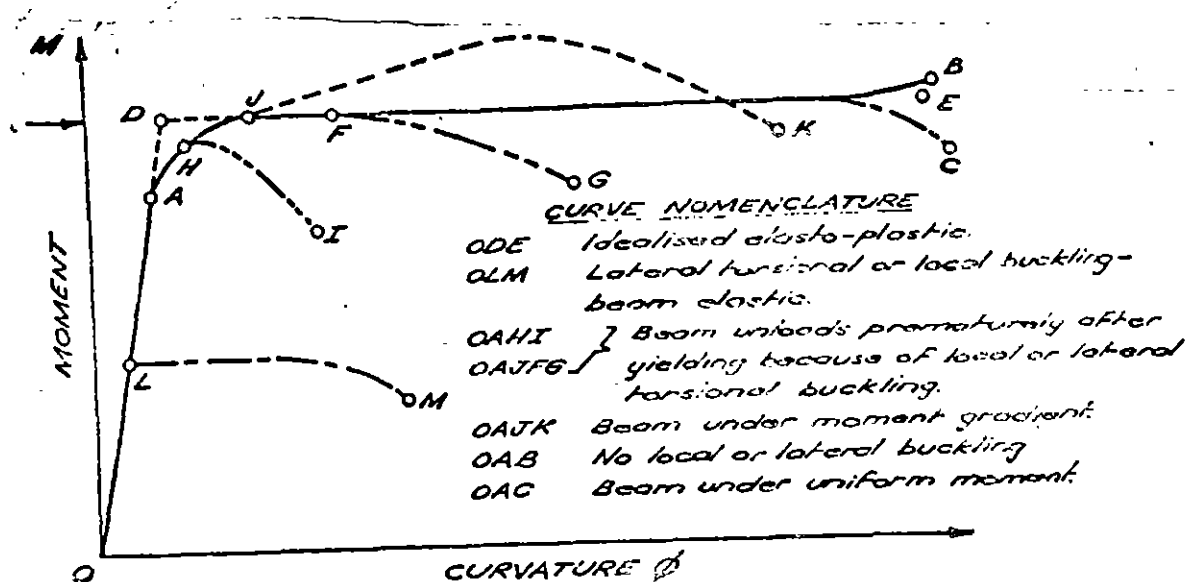 M
B
E
D
J
F
K
H
C
G
A
CURVE NOMENCLATURE
I
ODE Idealised elasto-plastic.
OLM Lateral torsional or local buckling-
beam elastic.
OAHI } Beam unloads prematurely after
OAJFG yielding because of local or lateral
torsional buckling.
L
M
OAJK Beam under moment gradient.
OAB No local or lateral buckling
OAC Beam under uniform moment.
MOMENT
O
CURVATURE Ø